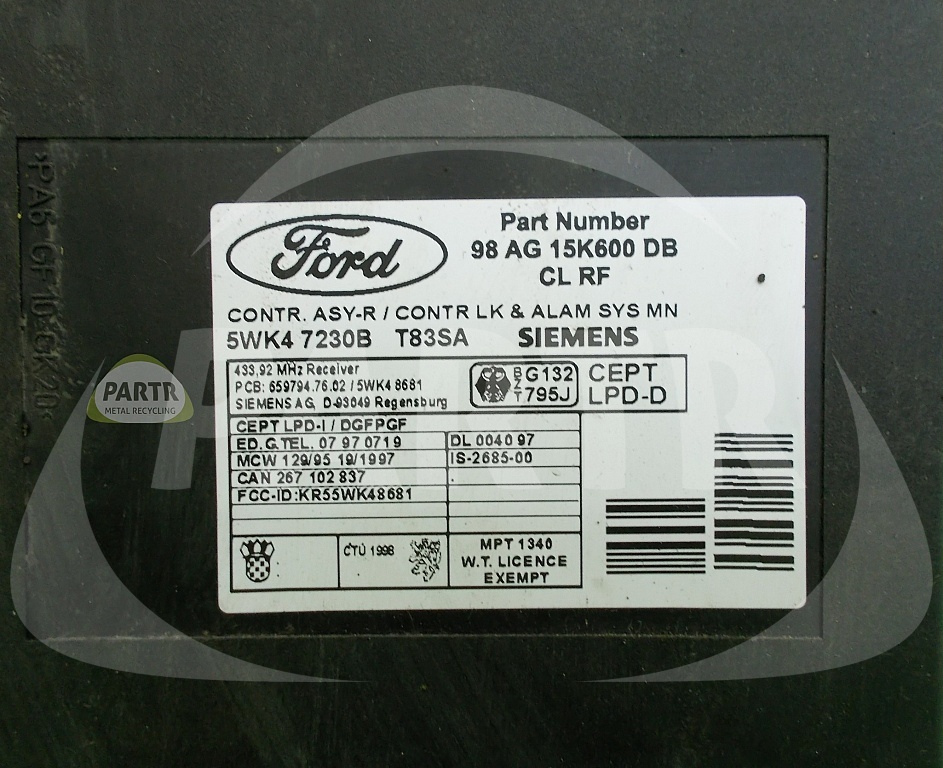 Ford
Part Number
98 AG 15K600 DB
CL RF
CONTR. ASY-R / CONTR LK & ALAM SYS MN
5WK4 7230B T83SA SIEMENS
433,92 MHz Receiver
PCB: 659794.76.02 / 5WK4 8681
SIEMENS AG, D-93049 Regensburg
BZT
G132
795J
CEPT
LPD-D
CEPT LPD-I / DGFPGF
ED.G.TEL. 07 97 0719 DL 0040 97
MCW 129/95 19/1997 IS-2685-00
CAN 267 102 837
FCC-ID:KR55WK48681
CTÜ 1998
MPT 1340
W.T. LICENCE
EXEMPT
PARTR
METAL RECYCLING
PARTR